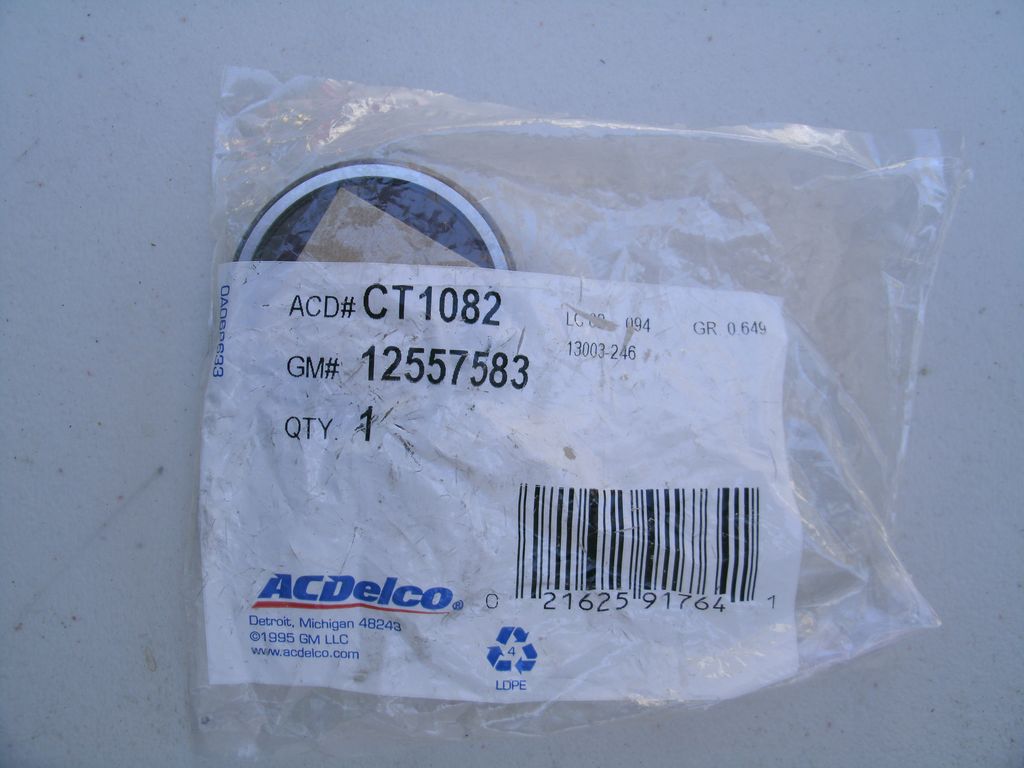 ACD# CT1082
GM# 12557583
QTY. 1
094
GR 0.649
13003-246
ACDelco®
Detroit, Michigan 48243
©1995 GM LLC
www.acdelco.com
0 21625 91764 1
4
LDPE